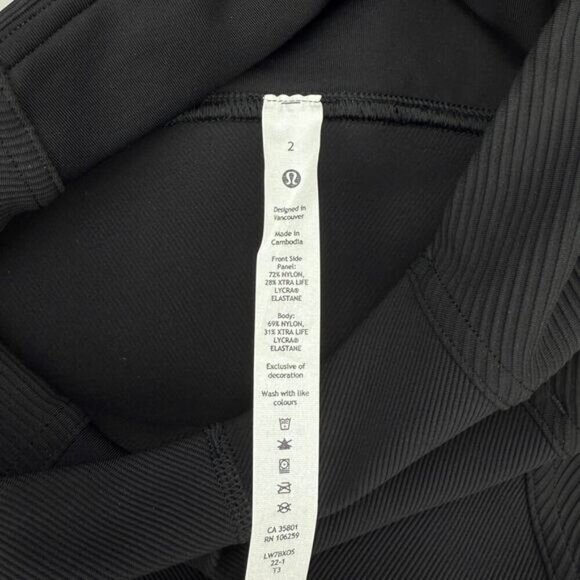 2
Designed in
Vancouver
Made in
Cambodia
Front Side
Panel:
72% NYLON,
28% XTRA LIFE
LYCRA®
ELASTANE
Body:
69% NYLON,
31% XTRA LIFE
LYCRA®
ELASTANE
Exclusive of
decoration
Wash with like
colours
CA 35801
RN 106259
LW7BXOS
22-1
T3